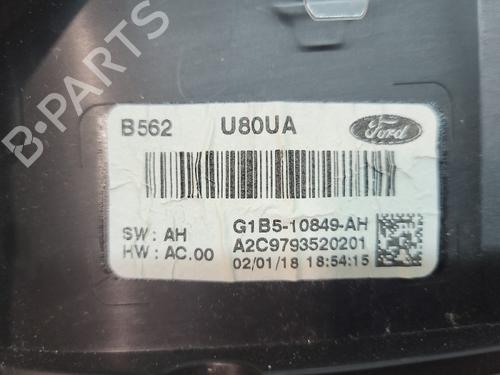 B562 U80UA Ford
SW: AH G1B5-10849-AH
HW: AC.00 A2C9793520201
02/01/18 18:54:15
B-PARTS